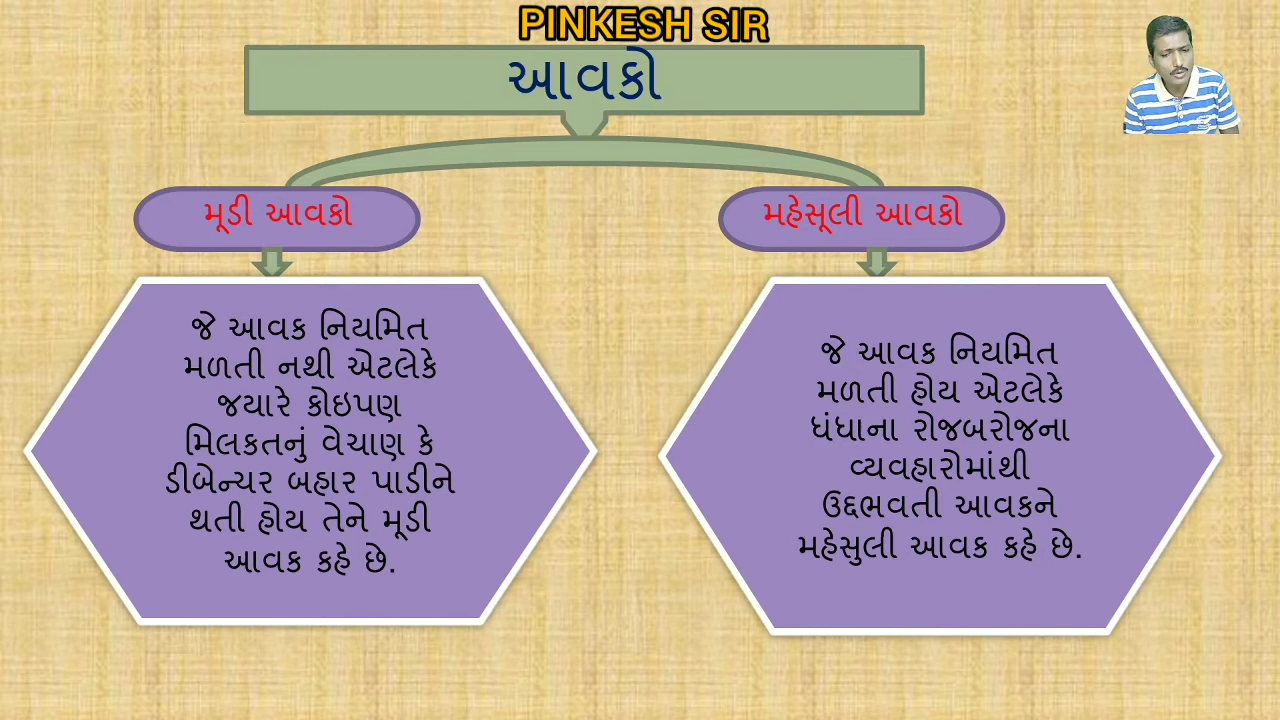 PINKESH SIR
આવકો
મૂડી આવકો
જે આવક નિયમિત
મળતી નથી એટલેકે
જયારે કોઇપણ
મિલકતનું વેચાણ કે
ડીબેન્ચર બહાર પાડીને
થતી હોય તેને મૂડી
આવક કહે છે.
મહેસૂલી આવકો
જે આવક નિયમિત
મળતી હોય એટલેકે
ધંધાના રોજબરોજના
વ્યવહારોમાંથી
ઉદ્દભવતી આવકને
મહેસુલી આવક કહે છે.